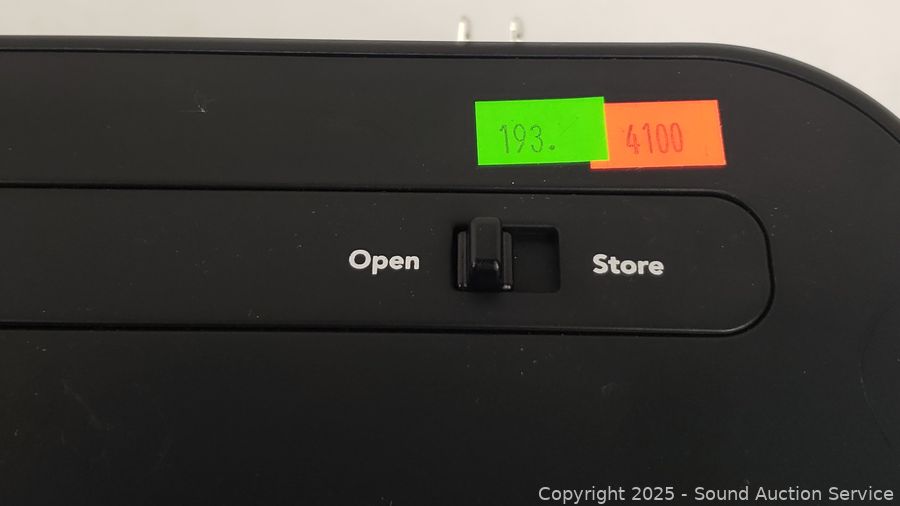 193.
4100
Open
Store
Copyright 2025 - Sound Auction Service